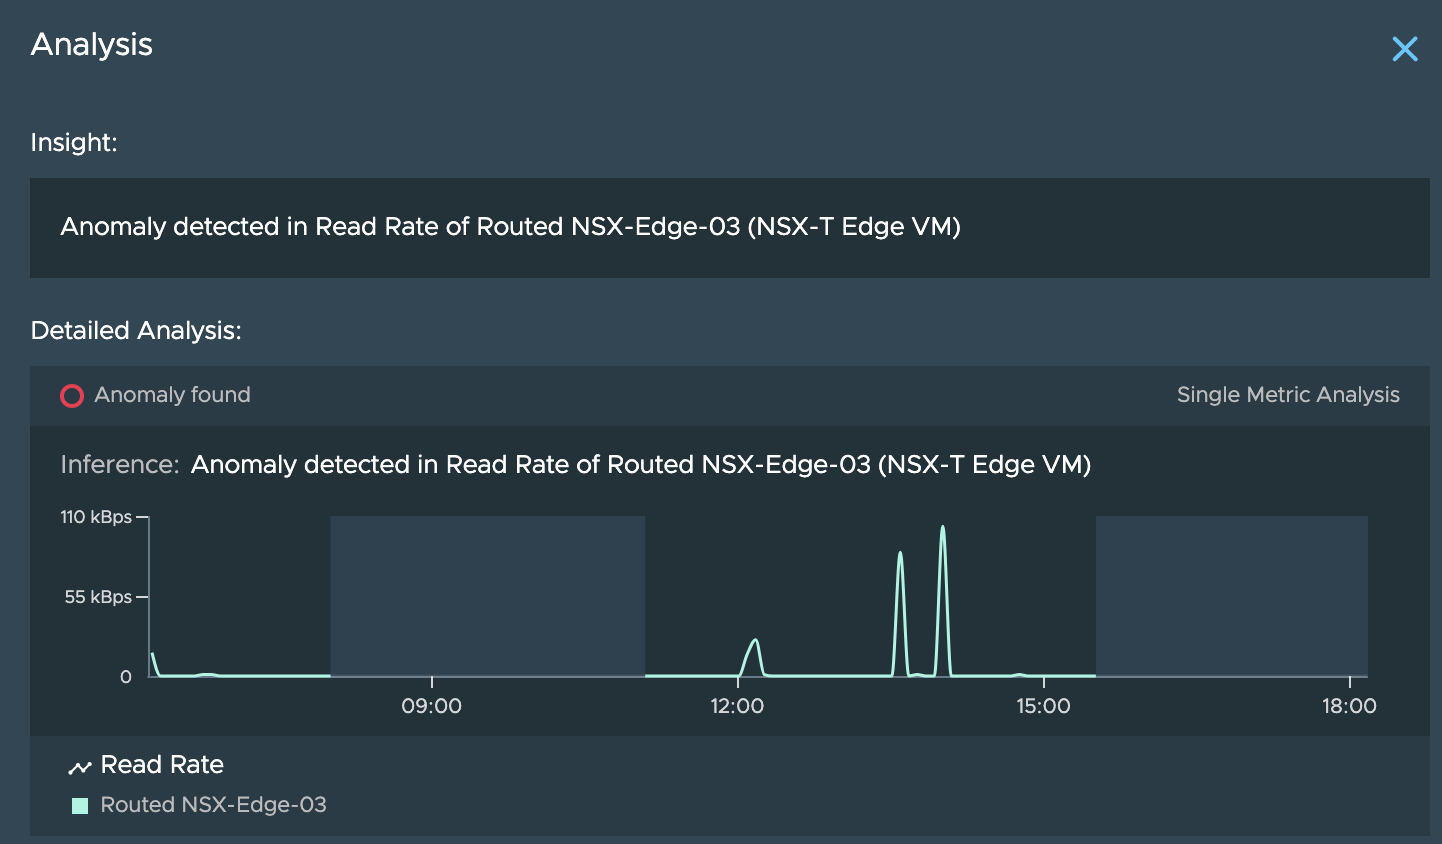 Analysis
Insight:
Anomaly detected in Read Rate of Routed NSX-Edge-03 (NSX-T Edge VM)
Detailed Analysis:
Anomaly found
Single Metric Analysis
Inference: Anomaly detected in Read Rate of Routed NSX-Edge-03 (NSX-T Edge VM)
110 kBps
55 kBps
0
09:00
12:00
15:00
18:00
Read Rate
Routed NSX-Edge-03